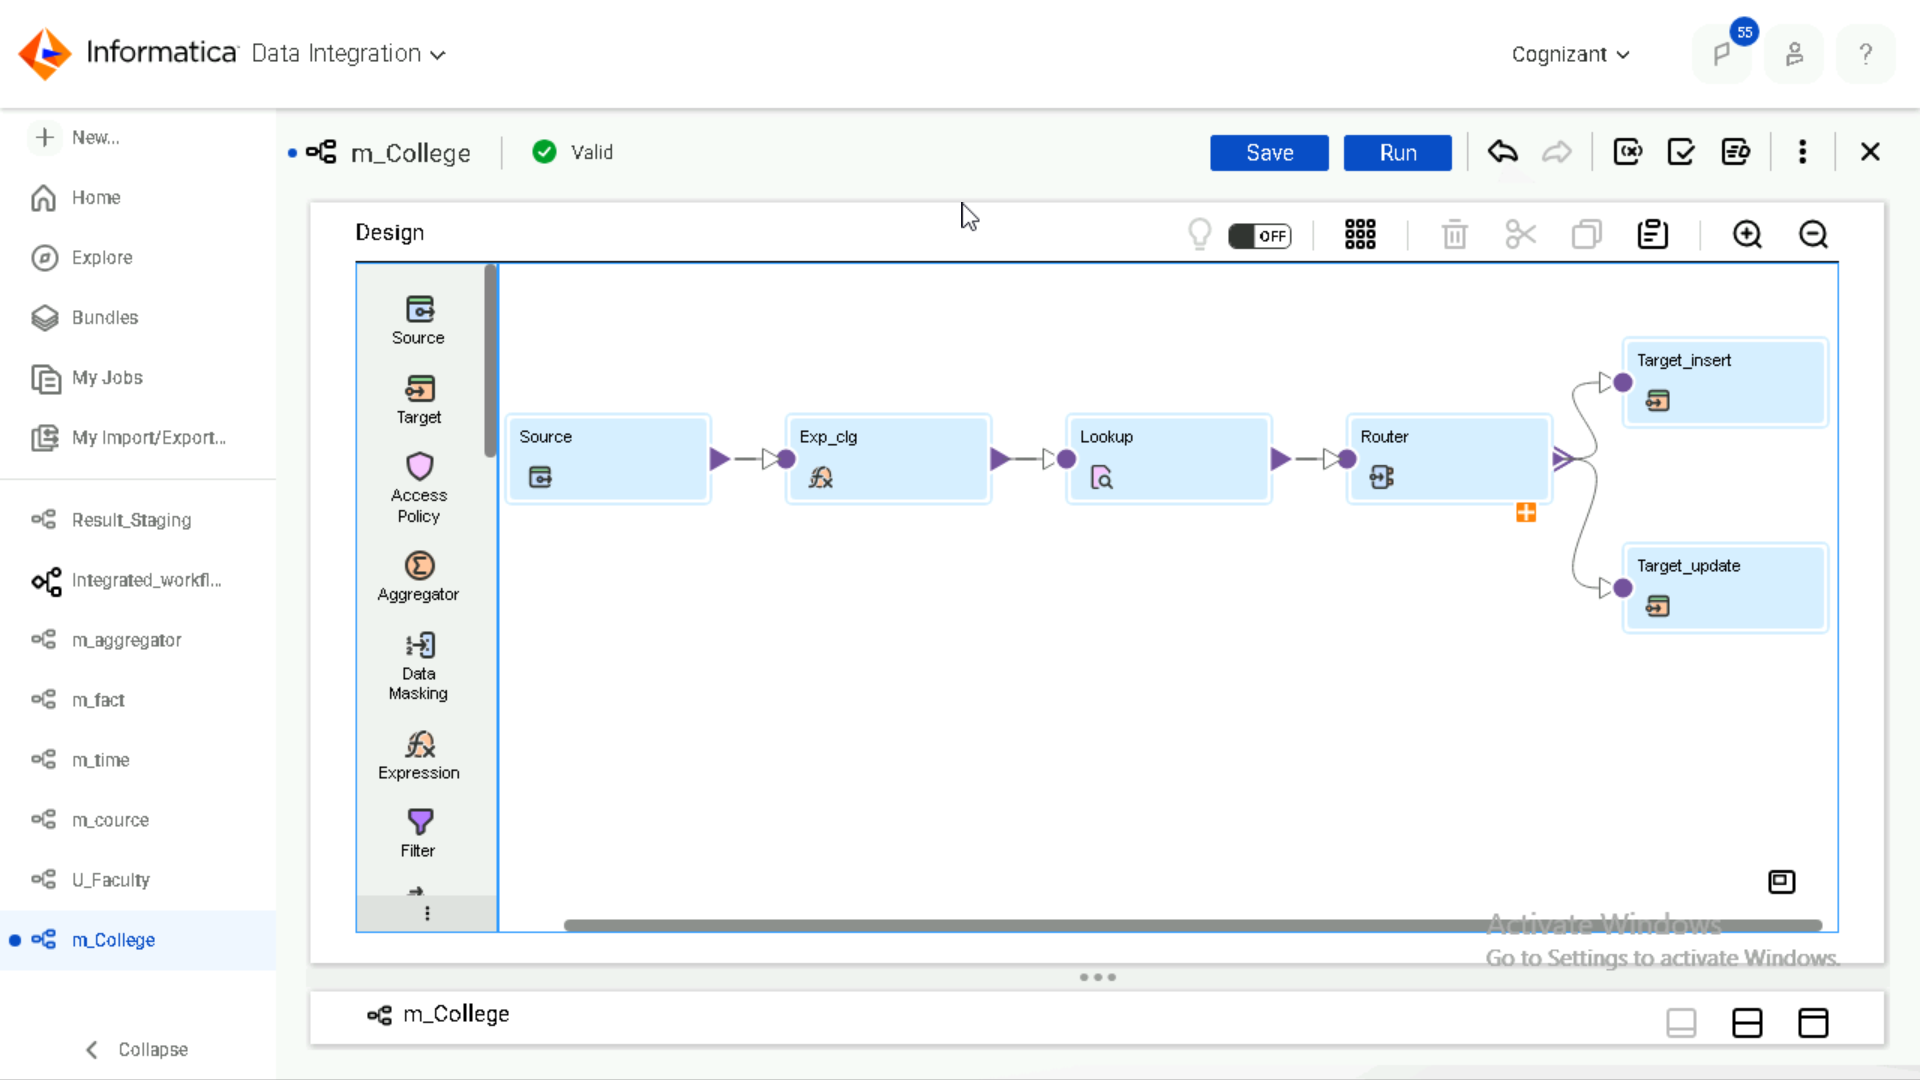 Informatica Data Integration
Cognizant
55
?
New...
Home
Explore
Bundles
My Jobs
My Import/Export...
Result_Staging
Integrated_workfl...
m_aggregator
m_fact
m_time
m_cource
U_Faculty
m_College
Collapse
m_College
Valid
Save
Run
Design
OFF
Source
Target
Access
Policy
Aggregator
Data
Masking
Expression
Filter
Source
Exp_clg
Lookup
Router
Target_insert
Target_update
Activate Windows
Go to Settings to activate Windows.
m_College